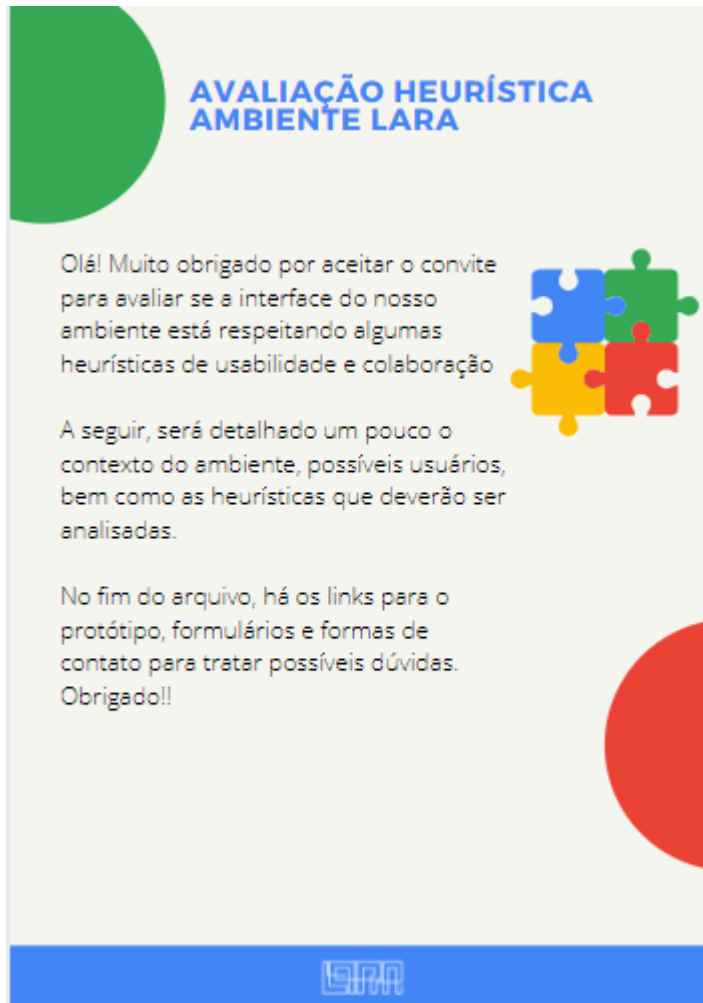 AVALIAÇÃO HEURÍSTICA
AMBIENTE LARA
Olá! Muito obrigado por aceitar o convite
para avaliar se a interface do nosso
ambiente está respeitando algumas
heurísticas de usabilidade e colaboração
A seguir, será detalhado um pouco o
contexto do ambiente, possíveis usuários,
bem como as heurísticas que deverão ser
analisadas.
No fim do arquivo, há os links para o
protótipo, formulários e formas de
contato para tratar possíveis dúvidas.
Obrigado!!
LARA